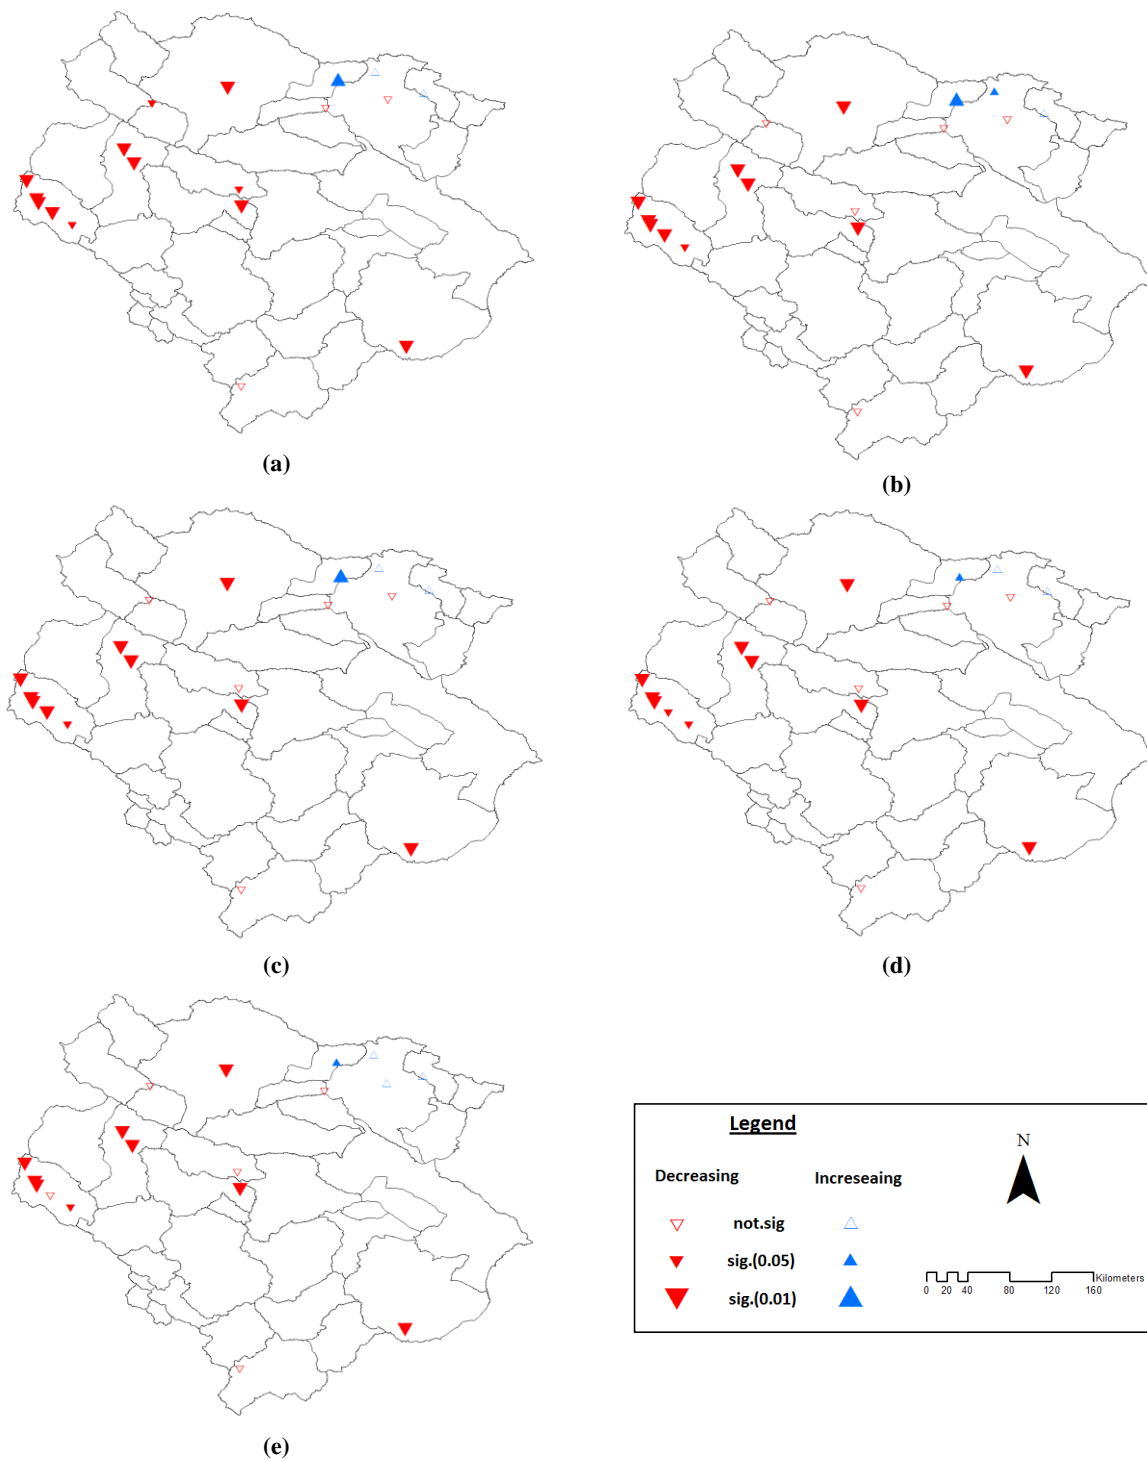 (a)
(b)
(c)
(d)
(e)
Legend
N
Decreasing Increseaing
not.sig
sig.(0.05)
sig.(0.01)
Kilometers
0 20 40 80 120 160